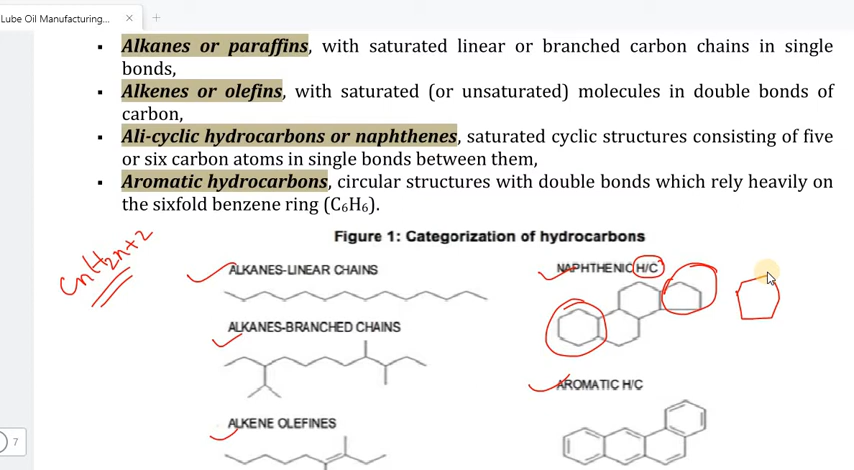 Lube Oil Manufacturing... × +
▪ Alkanes or paraffins, with saturated linear or branched carbon chains in single
bonds,
▪ Alkenes or olefins, with saturated (or unsaturated) molecules in double bonds of
carbon,
▪ Ali-cyclic hydrocarbons or naphthenes, saturated cyclic structures consisting of five
or six carbon atoms in single bonds between them,
▪ Aromatic hydrocarbons, circular structures with double bonds which rely heavily on
the sixfold benzene ring (C₆H₆).
Figure 1: Categorization of hydrocarbons
CnH2n+2
ALKANES-LINEAR CHAINS
NAPHTHENIC H/C
ALKANES-BRANCHED CHAINS
AROMATIC H/C
ALKENE OLEFINES
7